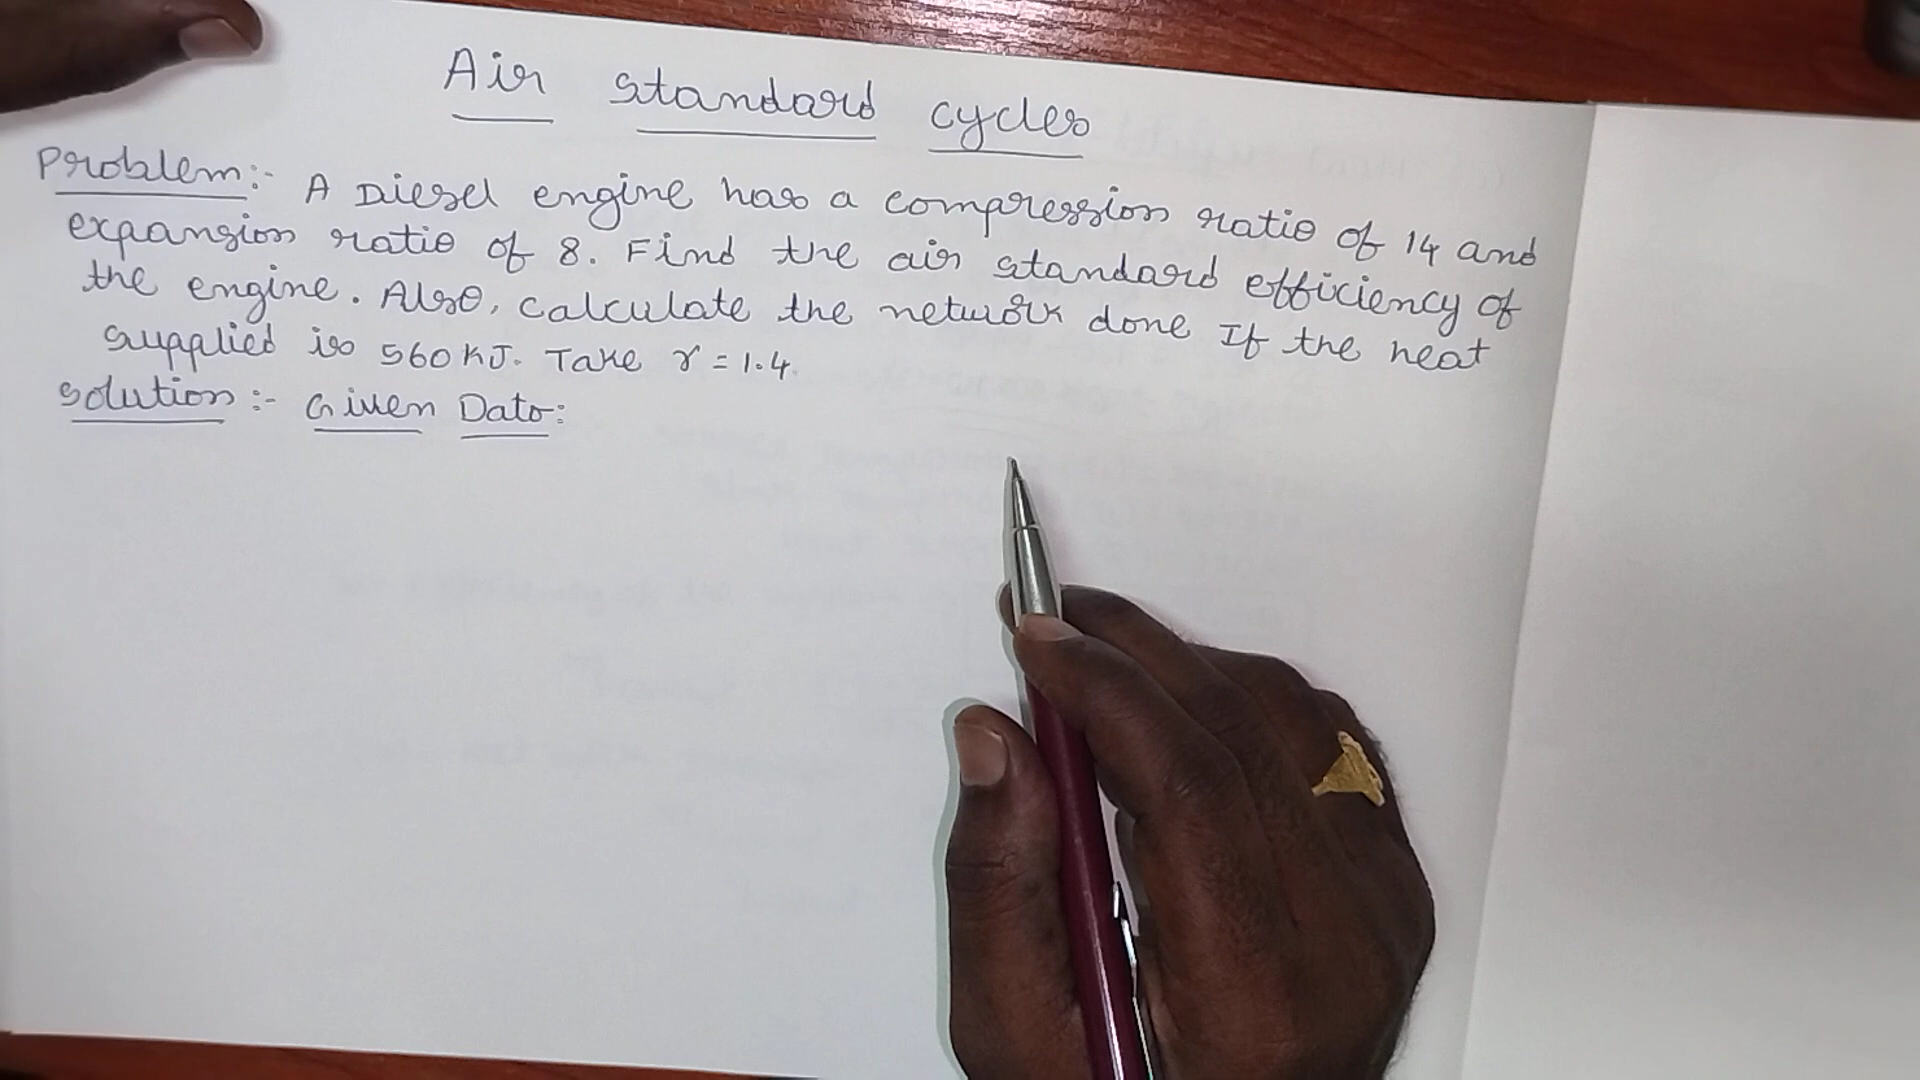 Air standard cycles
Problem:- A Diesel engine has a compression ratio of 14 and
expansion ratio of 8. Find the air standard efficiency of
the engine. Also, calculate the network done If the heat
supplied is 560 KJ. Take γ = 1.4.
Solution:- Given Data: